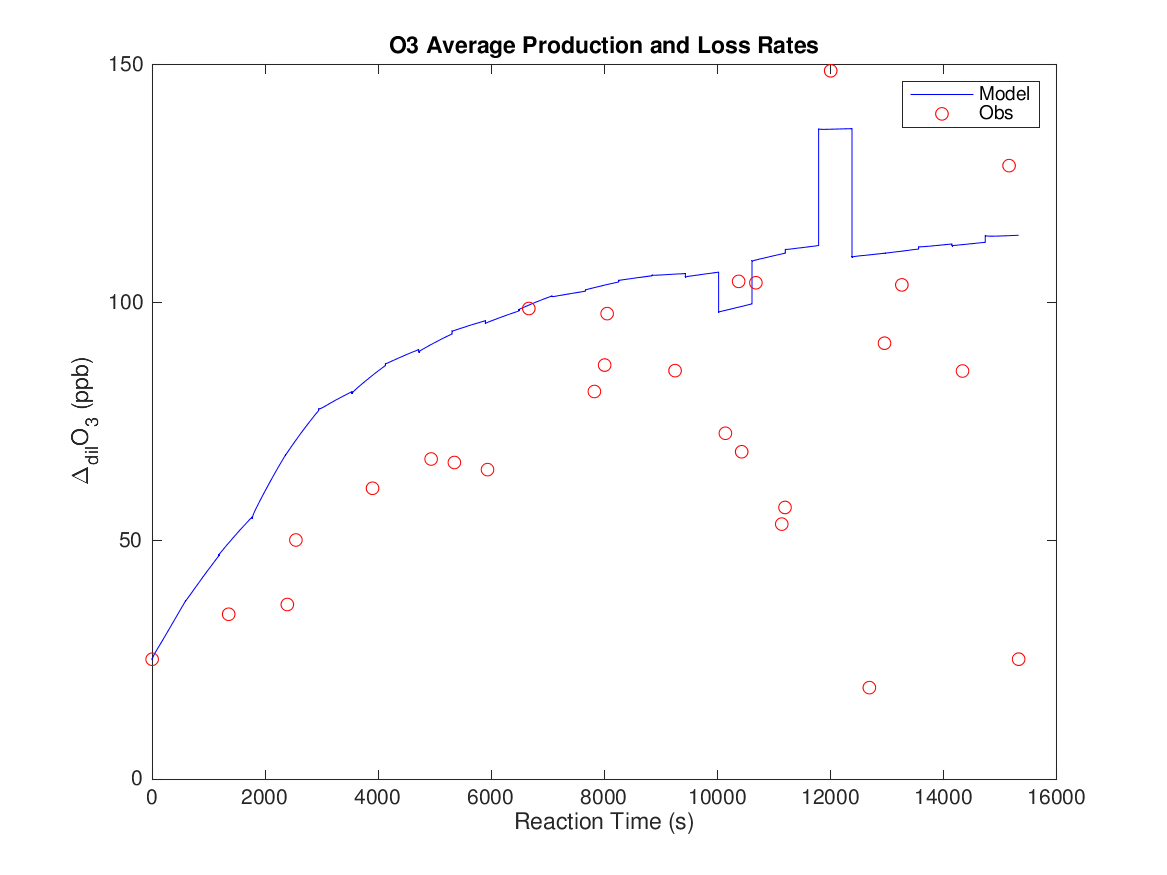 O3 Average Production and Loss Rates
150
100
50
0
Δ_dil O_3 (ppb)
Model
Obs
0 2000 4000 6000 8000 10000 12000 14000 16000
Reaction Time (s)